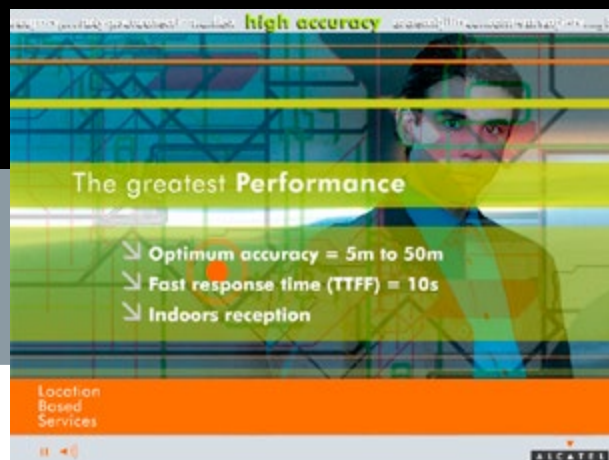 high accuracy
The greatest Performance
Optimum accuracy = 5m to 50m
Fast response time (TTFF) = 10s
Indoors reception
Location
Based
Services
ALCATEL